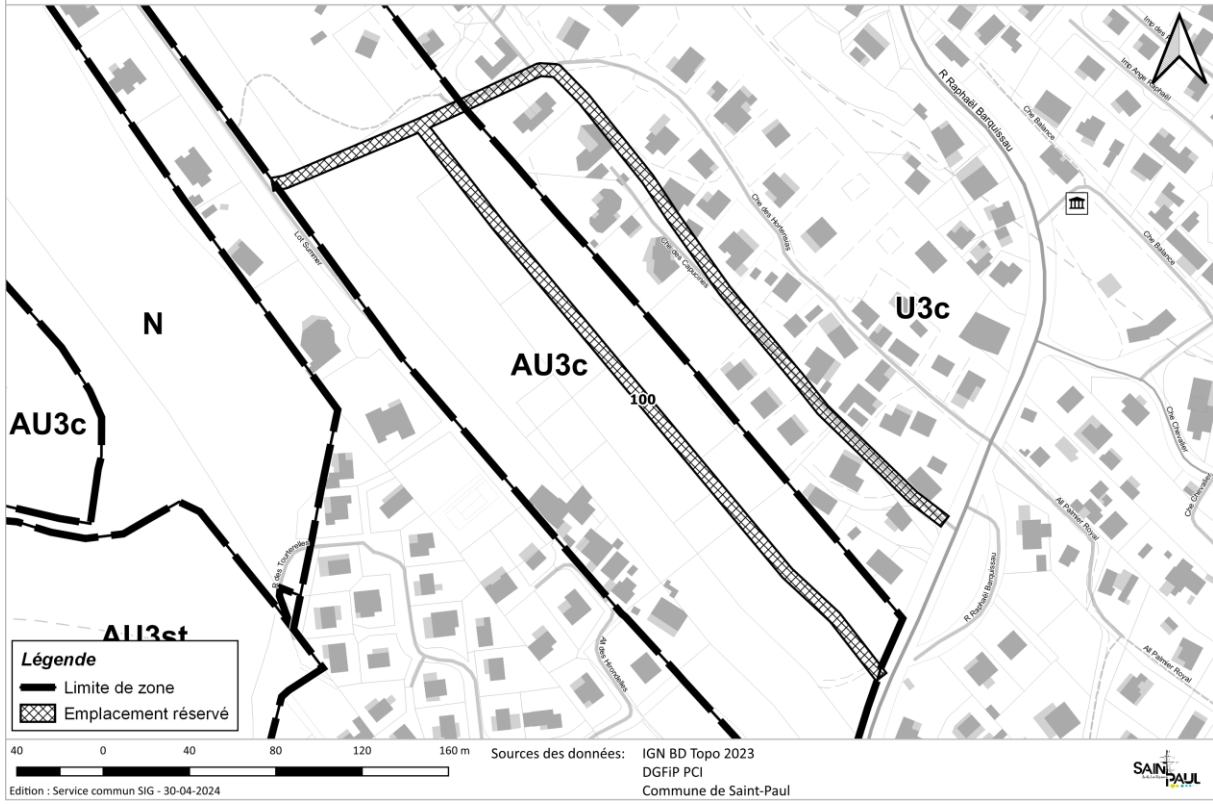 Imp Ange Raphaël
R Raphaël Barquissau
Che Balance
Che des Hortensias
Lot Summer
Che des Capucines
Che Balance
U3c
N
AU3c
100
AU3c
Che Chevalier
Che Chevalier
All Palmier Royal
R des Tourterelles
R Raphaël Barquissau
All des Hirondelles
All Palmier Royal
AU3st
Légende
Limite de zone
Emplacement réservé
40 0 40 80 120 160 m
Sources des données: IGN BD Topo 2023
DGFiP PCI
Commune de Saint-Paul
Edition : Service commun SIG - 30-04-2024
SAINT PAUL